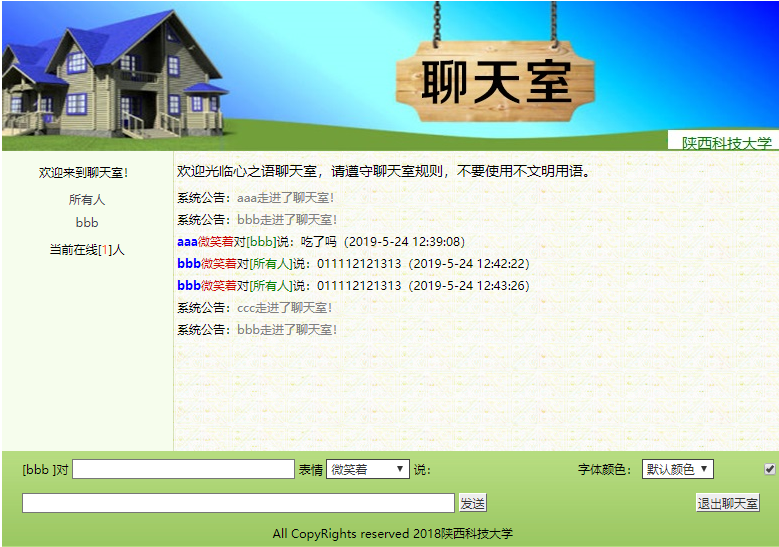 聊天室
陕西科技大学
欢迎来到聊天室！
所有人
bbb
当前在线[1]人
欢迎光临心之语聊天室，请遵守聊天室规则，不要使用不文明用语。
系统公告：aaa走进了聊天室！
系统公告：bbb走进了聊天室！
aaa微笑着对[bbb]说：吃了吗（2019-5-24 12:39:08）
bbb微笑着对[所有人]说：011112121313（2019-5-24 12:42:22）
bbb微笑着对[所有人]说：011112121313（2019-5-24 12:43:26）
系统公告：ccc走进了聊天室！
系统公告：bbb走进了聊天室！
[bbb ]对 表情 微笑着 说： 字体颜色： 默认颜色
发送 退出聊天室
All CopyRights reserved 2018陕西科技大学